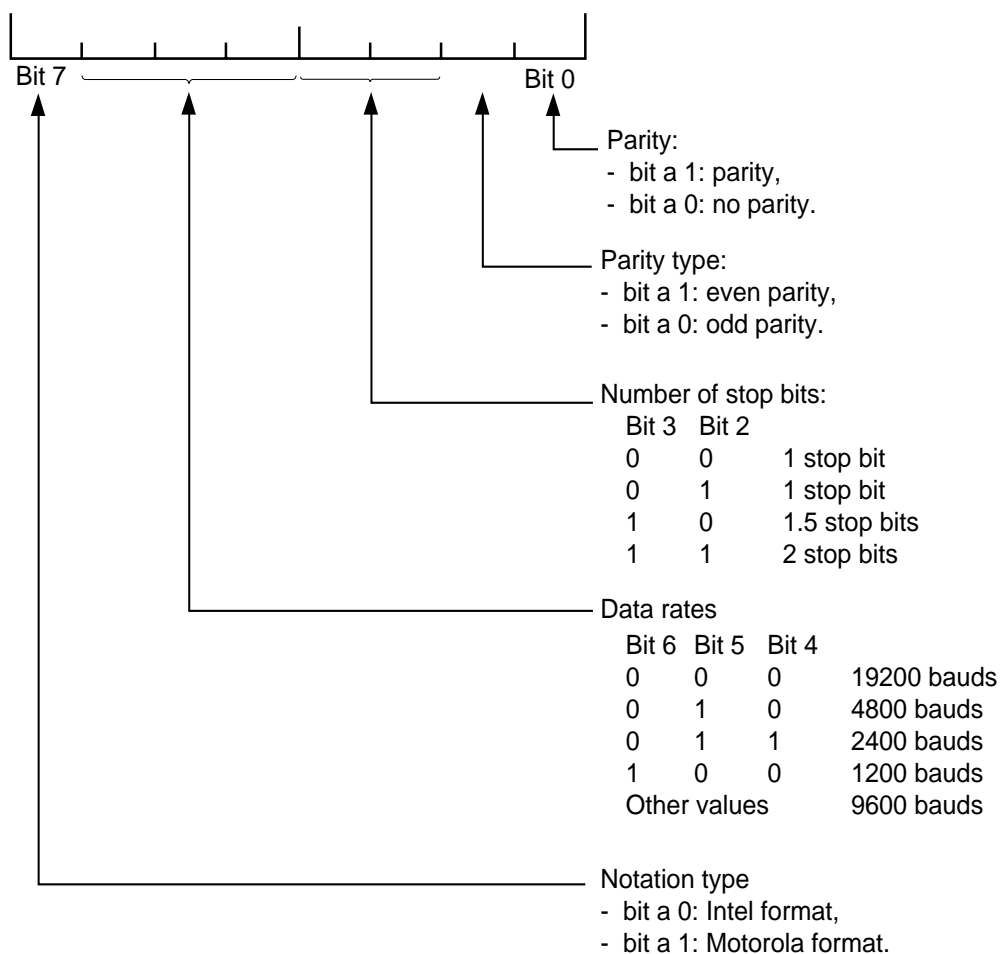 Bit 7 Bit 0
Parity:
- bit a 1: parity,
- bit a 0: no parity.
Parity type:
- bit a 1: even parity,
- bit a 0: odd parity.
Number of stop bits:
Bit 3 Bit 2
0 0 1 stop bit
0 1 1 stop bit
1 0 1.5 stop bits
1 1 2 stop bits
Data rates
Bit 6 Bit 5 Bit 4
0 0 0 19200 bauds
0 1 0 4800 bauds
0 1 1 2400 bauds
1 0 0 1200 bauds
Other values 9600 bauds
Notation type
- bit a 0: Intel format,
- bit a 1: Motorola format.